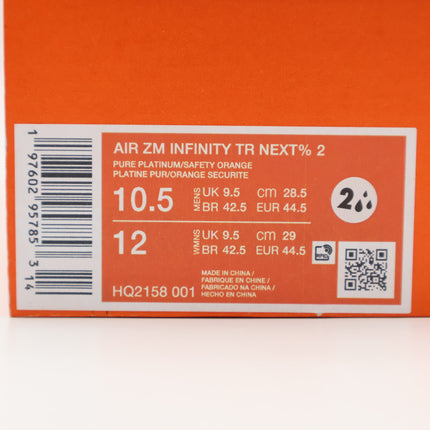 AIR ZM INFINITY TR NEXT% 2
PURE PLATINUM/SAFETY ORANGE
PLATINE PUR/ORANGE SECURITE
10.5 MENS UK 9.5 CM 28.5
BR 42.5 EUR 44.5
12 WMNS UK 9.5 CM 29
BR 42.5 EUR 44.5
MADE IN CHINA /
FABRIQUE EN CHINE /
FABRICADO NA CHINA /
HECHO EN CHINA
HQ2158 001
1 97602 95785 3 14
2